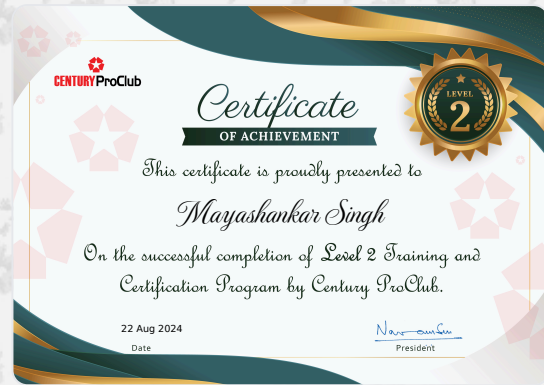 CENTURY ProClub
Certificate
OF ACHIEVEMENT
LEVEL
2
This certificate is proudly presented to
Mayashankar Singh
On the successful completion of Level 2 Training and
Certification Program by Century ProClub.
22 Aug 2024
Date
President